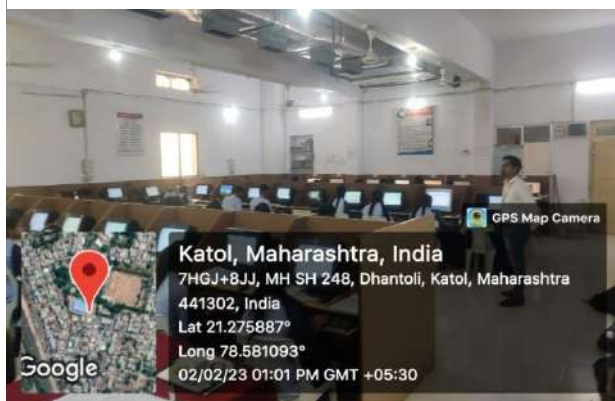 GPS Map Camera
Katol, Maharashtra, India
7HGJ+8JJ, MH SH 248, Dhantoli, Katol, Maharashtra
441302, India
Lat 21.275887°
Long 78.581093°
02/02/23 01:01 PM GMT +05:30
Google